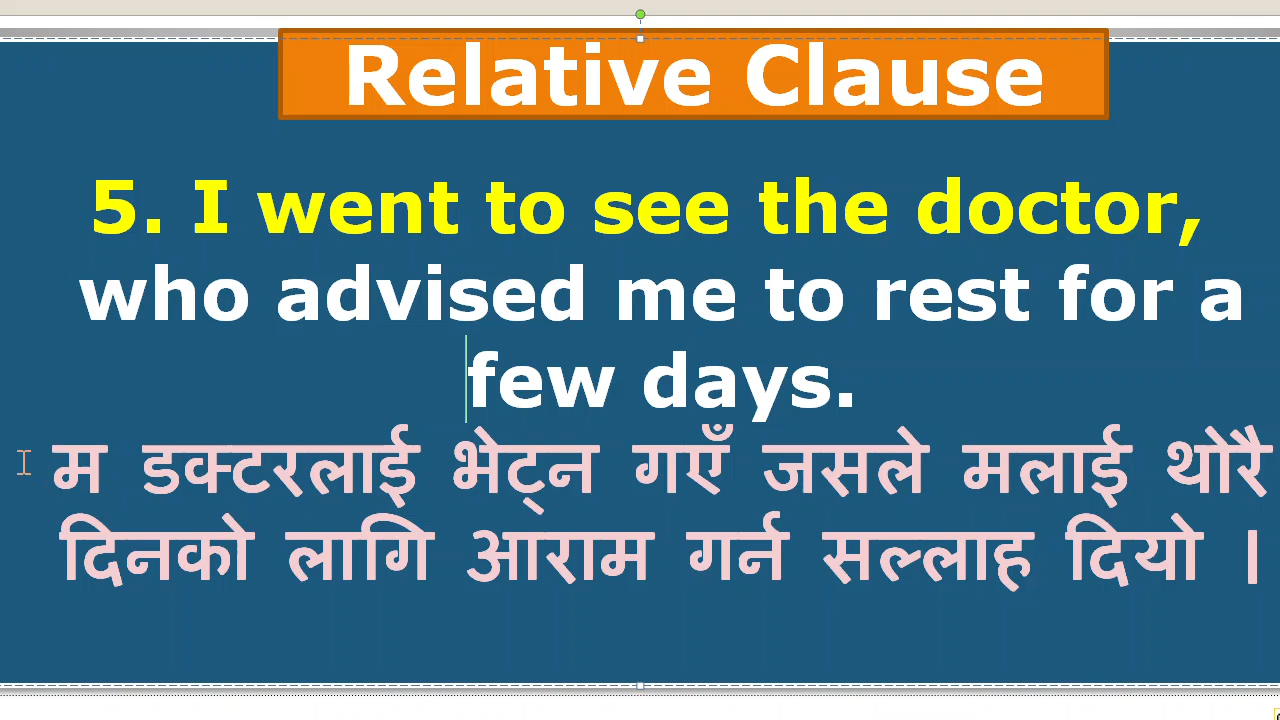 Relative Clause
5. I went to see the doctor,
who advised me to rest for a
few days.
म डक्टरलाई भेट्न गएँ जसले मलाई थोरै
दिनको लागि आराम गर्न सल्लाह दियो ।